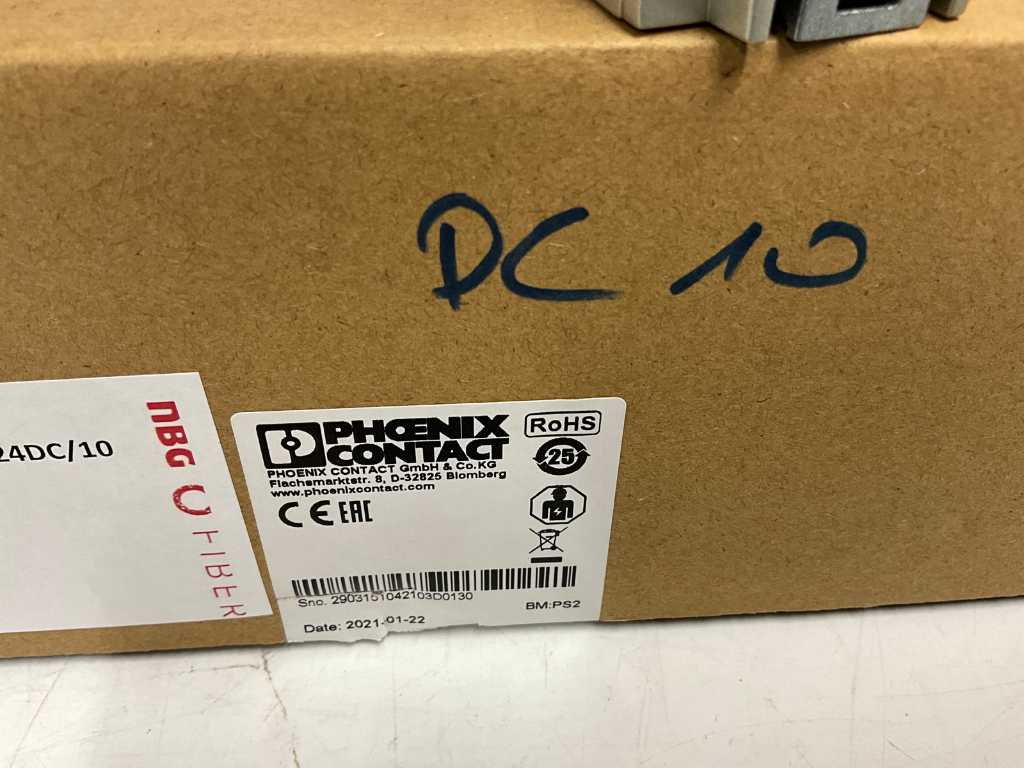 DC 10
24DC/10
nBG
FIBER
PHŒNIX
CONTACT
PHOENIX CONTACT GmbH & Co.KG
Flachsmarktstr. 8, D-32825 Blomberg
www.phoenixcontact.com
CE EAC
RoHS
25
Sno. 2903151042103D0130
BM:PS2
Date: 2021-01-22